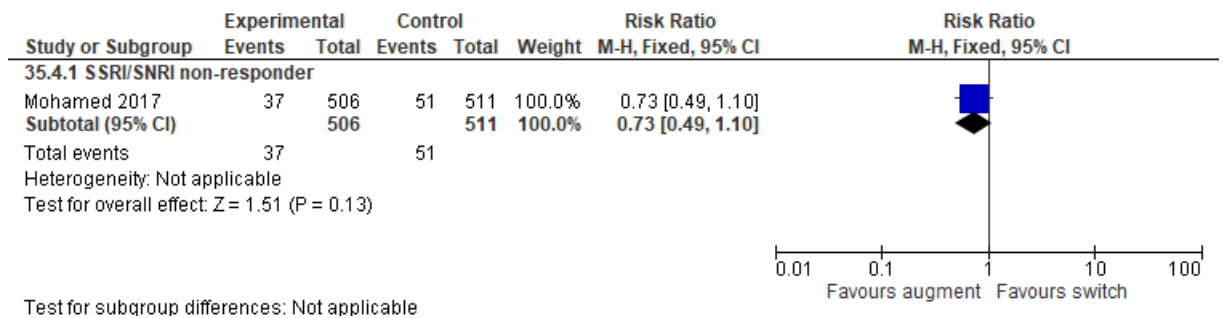 Experimental Control Risk Ratio Risk Ratio
Study or Subgroup Events Total Events Total Weight M-H, Fixed, 95% CI M-H, Fixed, 95% CI
35.4.1 SSRI/SNRI non-responder
Mohamed 2017 37 506 51 511 100.0% 0.73 [0.49, 1.10]
Subtotal (95% CI) 506 511 100.0% 0.73 [0.49, 1.10]
Total events 37 51
Heterogeneity: Not applicable
Test for overall effect: Z = 1.51 (P = 0.13)
0.01 0.1 1 10 100
Favours augment Favours switch
Test for subgroup differences: Not applicable